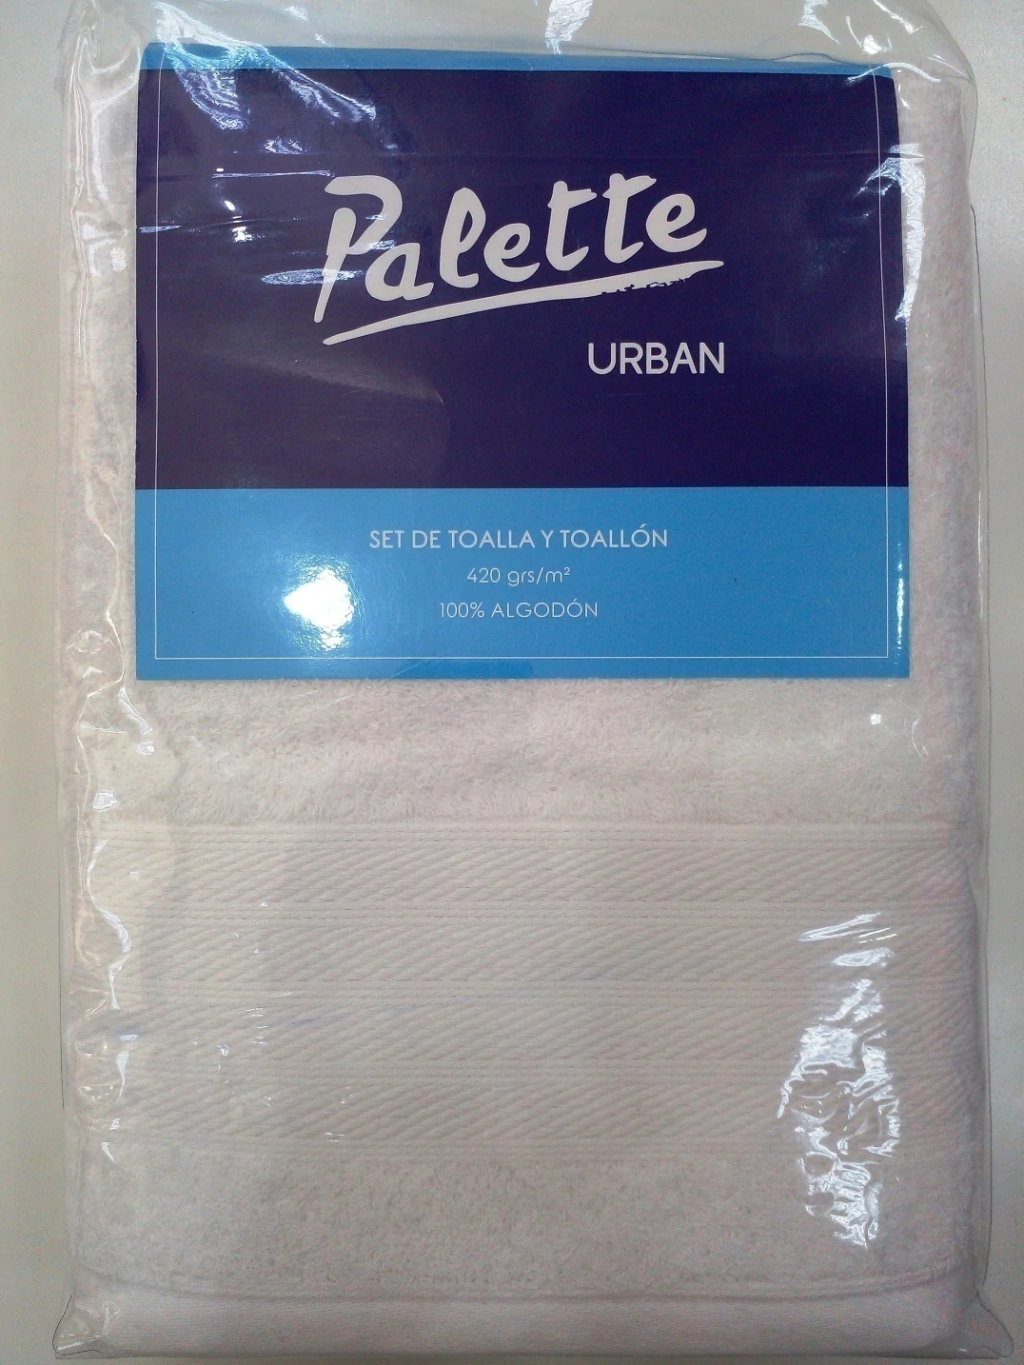 Palette
URBAN
SET DE TOALLA Y TOALLÓN
420 grs/m²
100% ALGODÓN